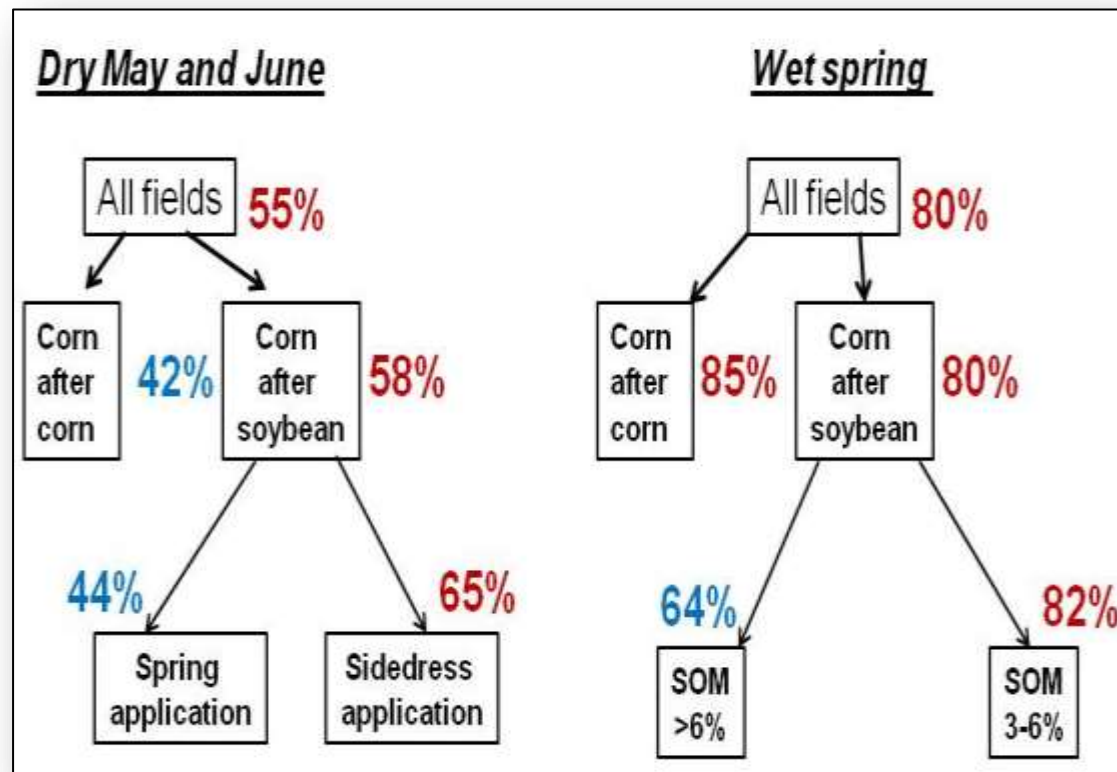 Dry May and June
All fields
55%
Corn
after
corn
42%
Corn
after
soybean
58%
44%
Spring
application
65%
Sidedress
application
Wet spring
All fields
80%
Corn
after
corn
85%
Corn
after
soybean
80%
64%
SOM
>6%
82%
SOM
3-6%